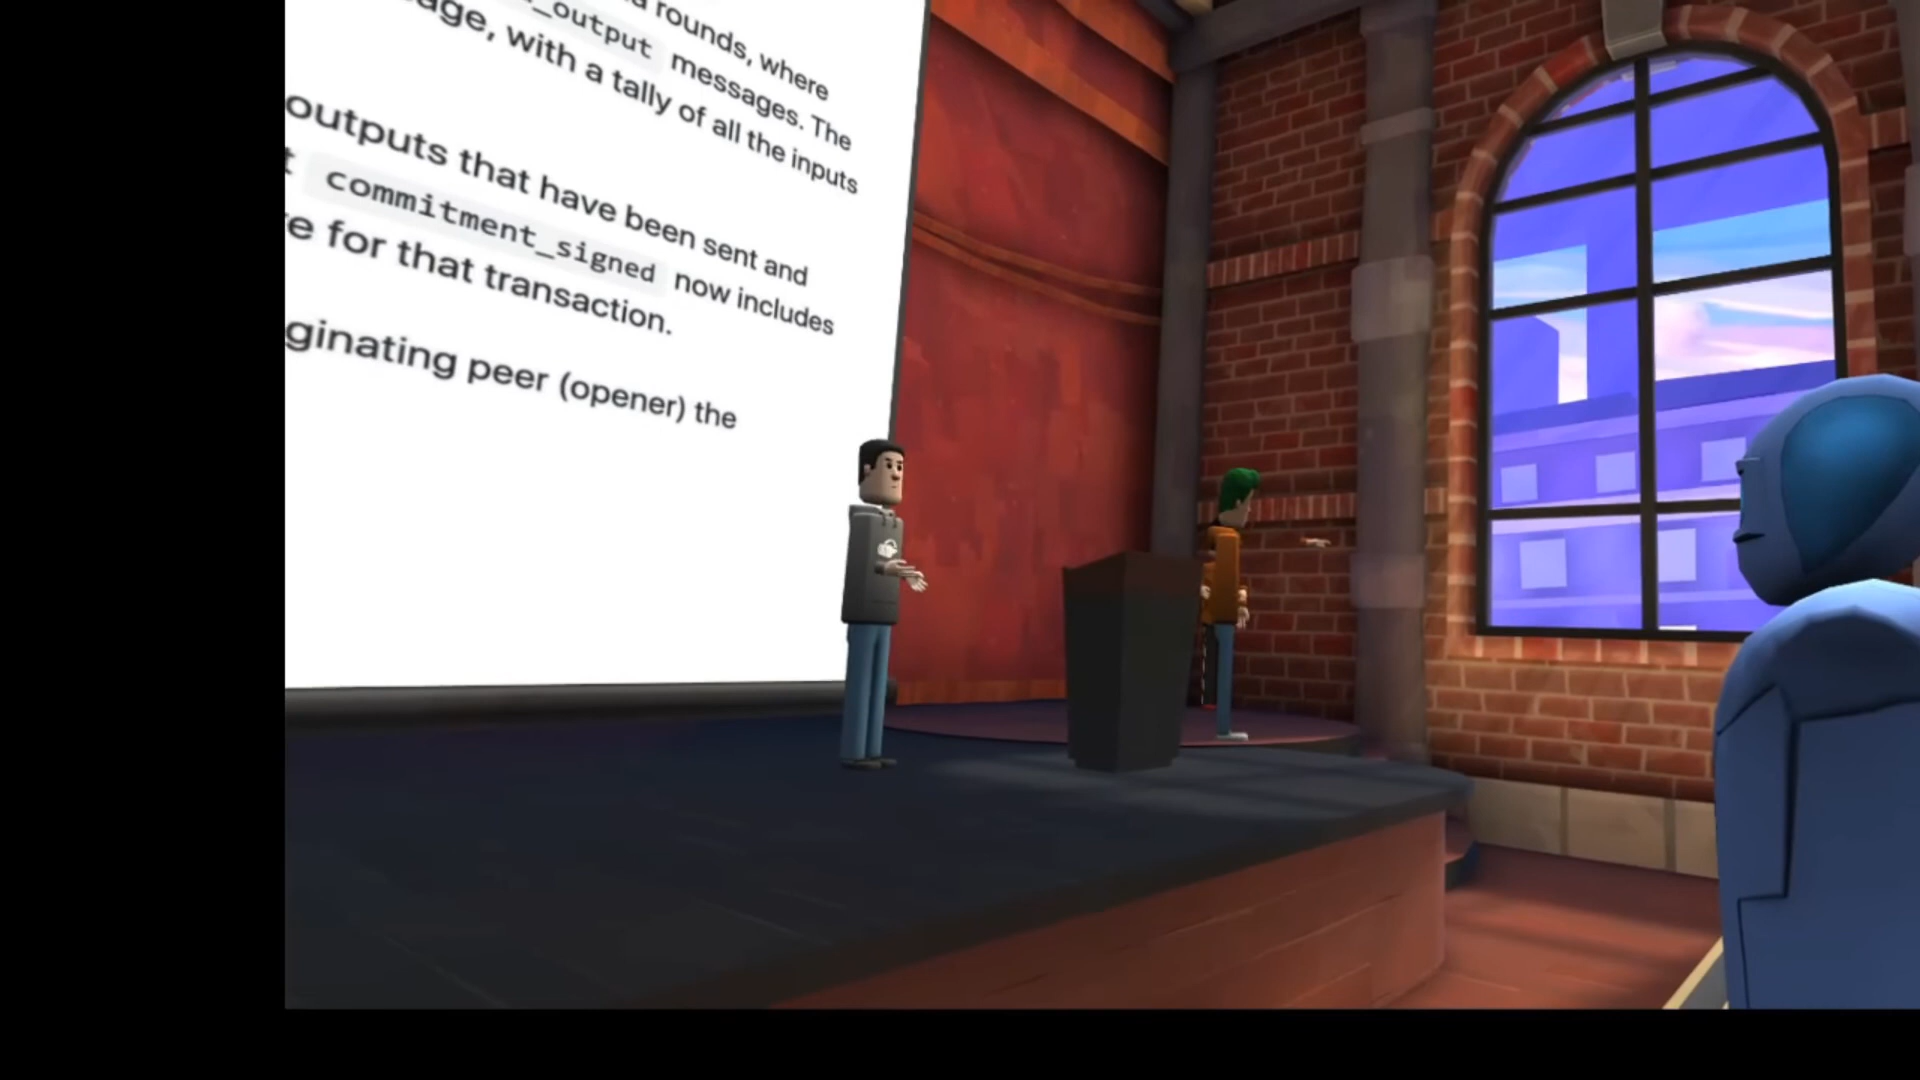 rounds, where
_output messages. The
age, with a tally of all the inputs
outputs that have been sent and
commitment_signed now includes
e for that transaction.
ginating peer (opener) the